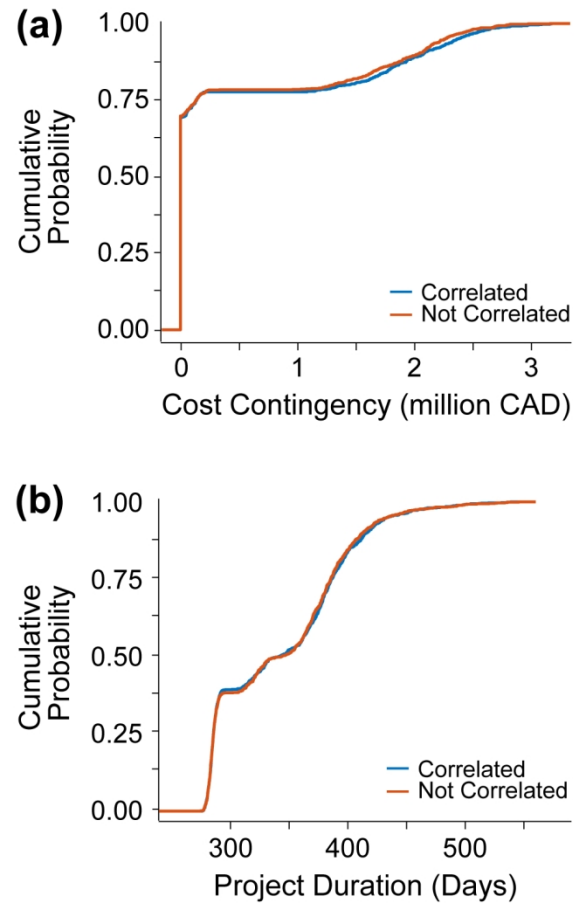 (a)
1.00
0.75
0.50
0.25
0.00
Cumulative
Probability
Correlated
Not Correlated
0 1 2 3
Cost Contingency (million CAD)
(b)
1.00
0.75
0.50
0.25
0.00
Cumulative
Probability
Correlated
Not Correlated
300 400 500
Project Duration (Days)